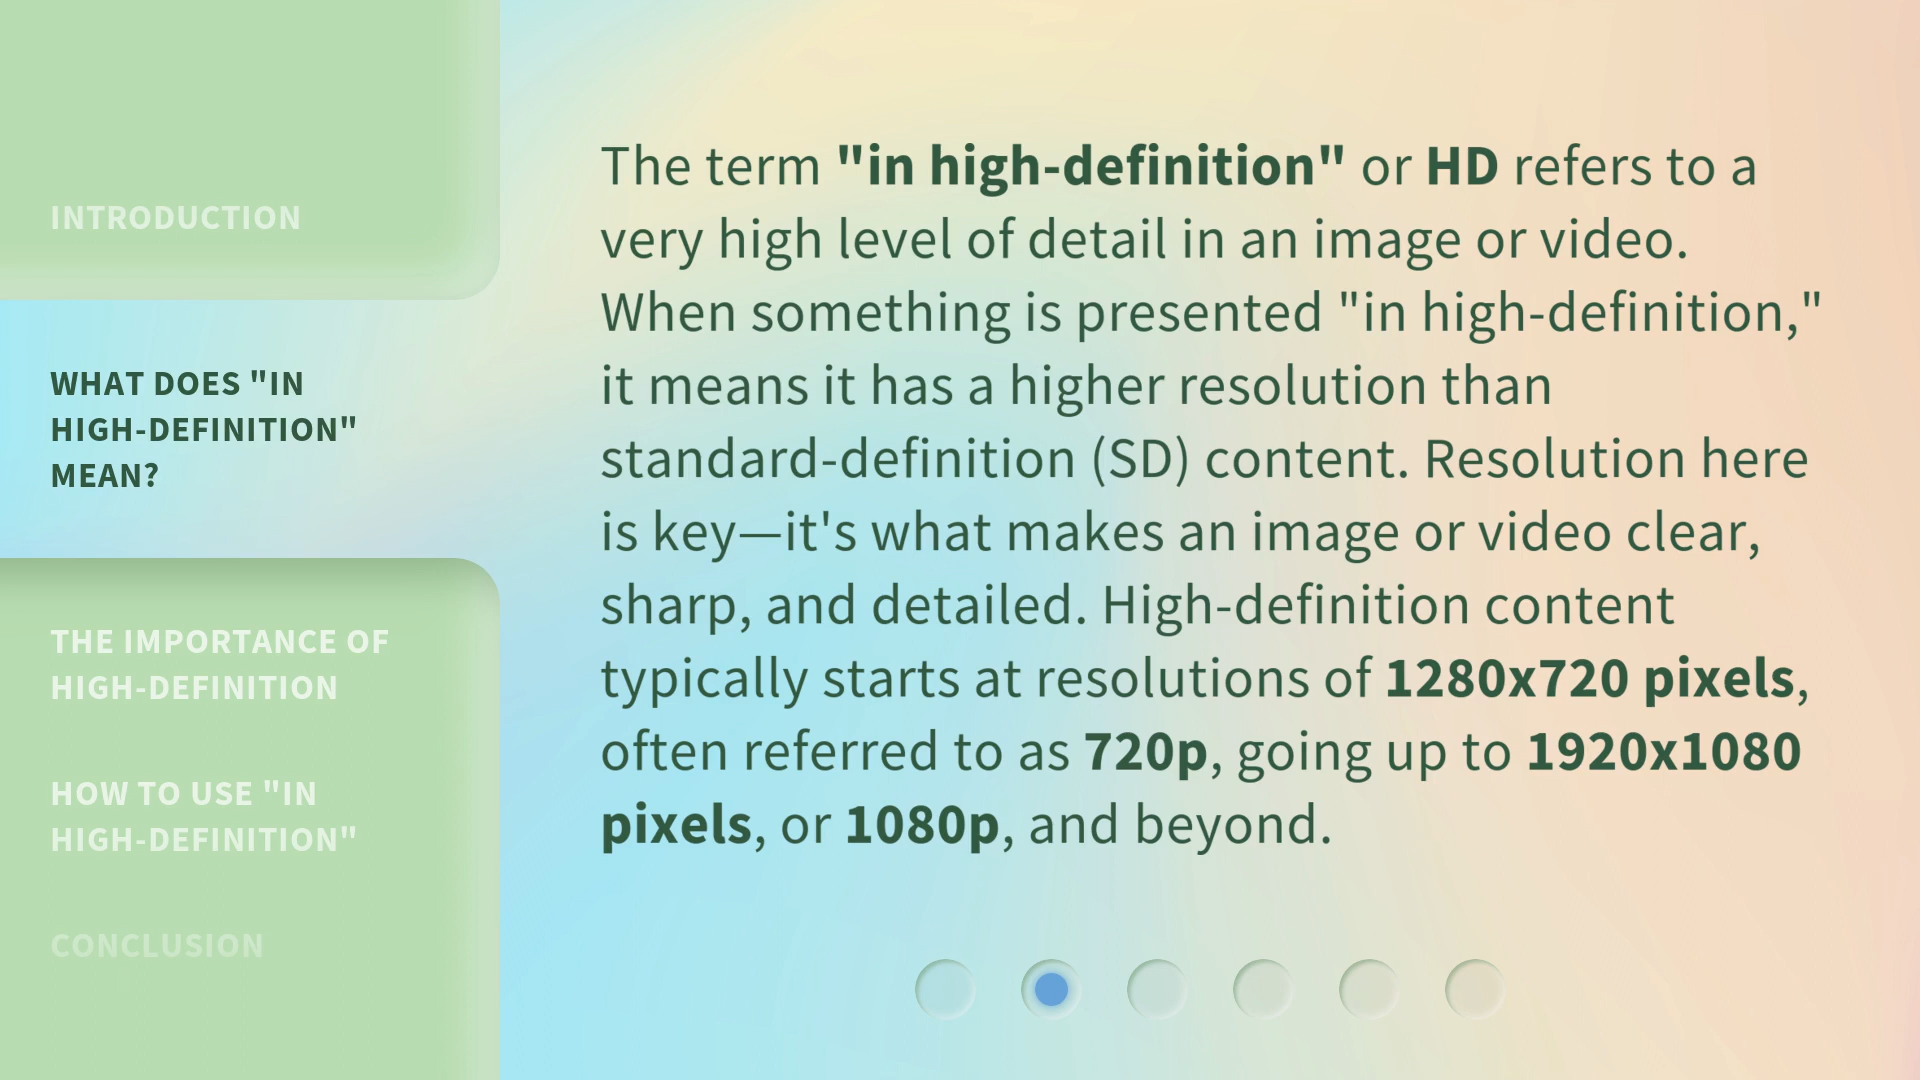 INTRODUCTION
WHAT DOES "IN
HIGH-DEFINITION"
MEAN?
THE IMPORTANCE OF
HIGH-DEFINITION
HOW TO USE "IN
HIGH-DEFINITION"
CONCLUSION
The term "in high-definition" or HD refers to a
very high level of detail in an image or video.
When something is presented "in high-definition,"
it means it has a higher resolution than
standard-definition (SD) content. Resolution here
is key—it's what makes an image or video clear,
sharp, and detailed. High-definition content
typically starts at resolutions of 1280x720 pixels,
often referred to as 720p, going up to 1920x1080
pixels, or 1080p, and beyond.